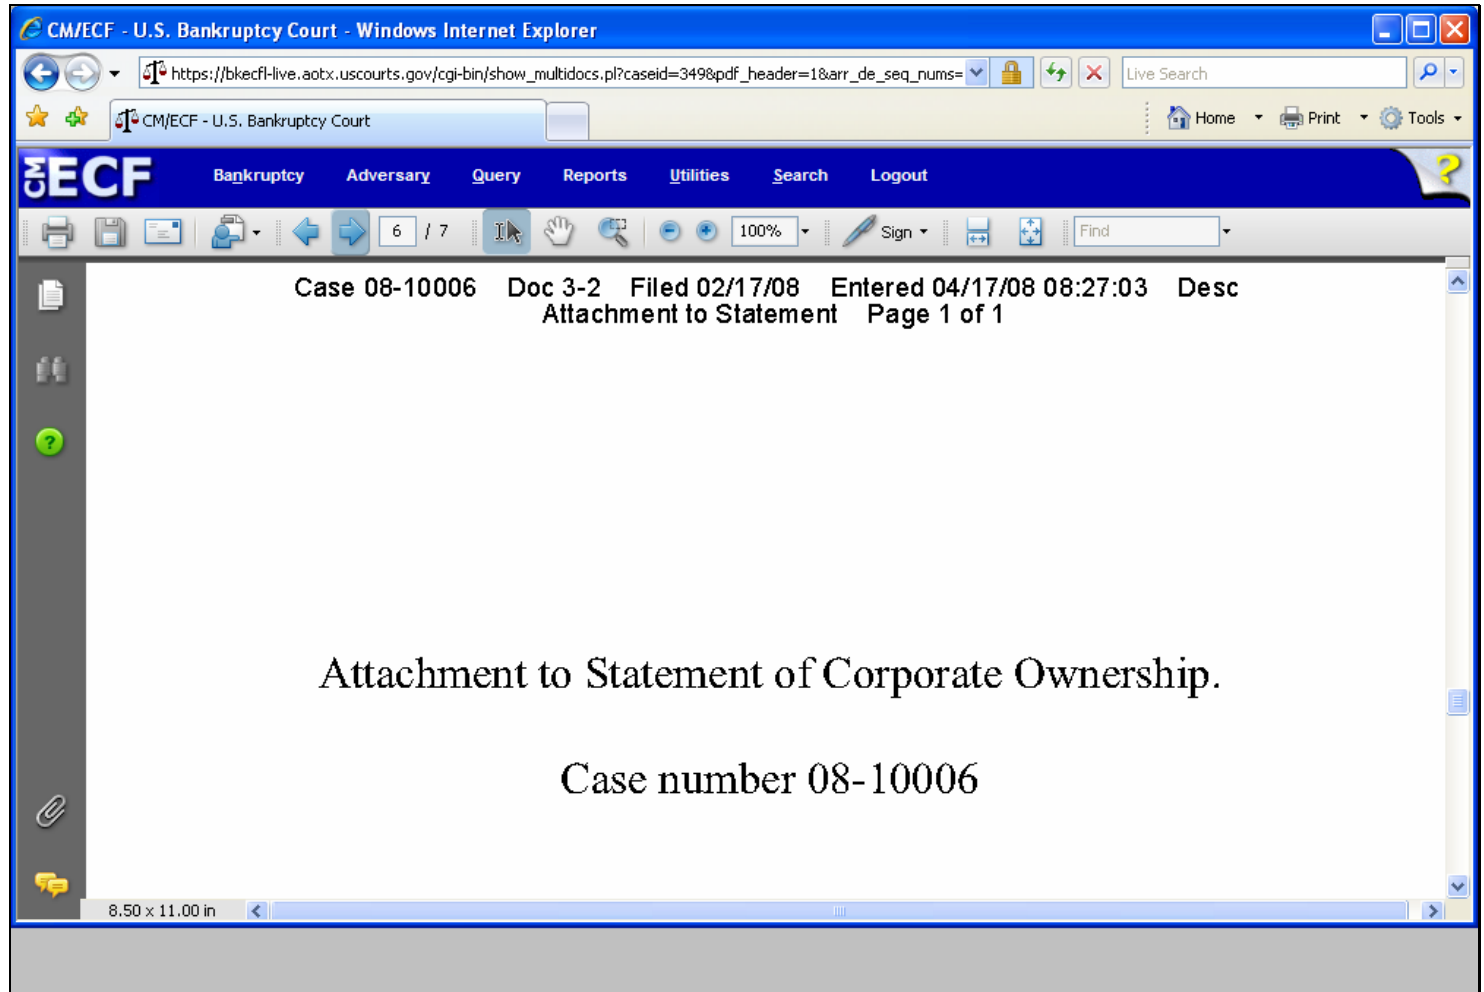 CM/ECF - U.S. Bankruptcy Court - Windows Internet Explorer
https://bkecfl-live.aotx.uscourts.gov/cgi-bin/show_multidocs.pl?caseid=349&pdf_header=1&arr_de_seq_nums= Live Search
CM/ECF - U.S. Bankruptcy Court Home Print Tools
CM ECF Bankruptcy Adversary Query Reports Utilities Search Logout ?
6 / 7 100% Sign Find
Case 08-10006 Doc 3-2 Filed 02/17/08 Entered 04/17/08 08:27:03 Desc
Attachment to Statement Page 1 of 1
?
Attachment to Statement of Corporate Ownership.
Case number 08-10006
8.50 x 11.00 in